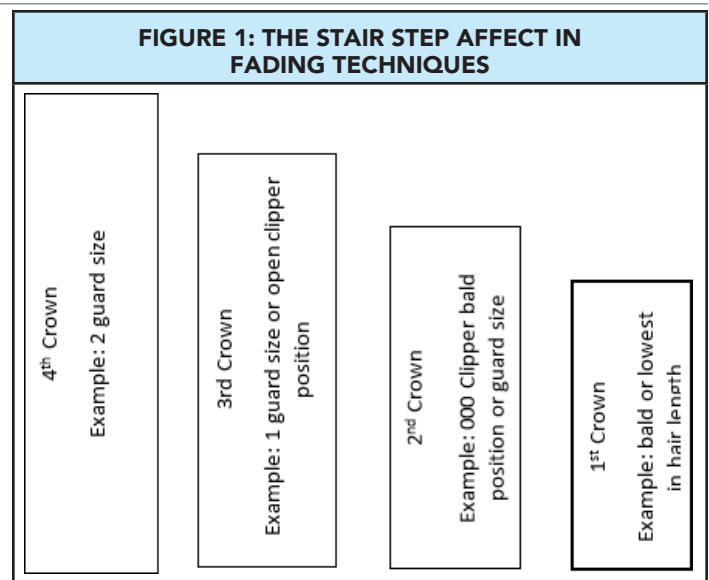 FIGURE 1: THE STAIR STEP AFFECT IN
FADING TECHNIQUES
4th Crown
Example: 2 guard size
3rd Crown
Example: 1 guard size or open clipper
position
2nd Crown
Example: 000 Clipper bald
position or guard size
1st Crown
Example: bald or lowest
in hair length